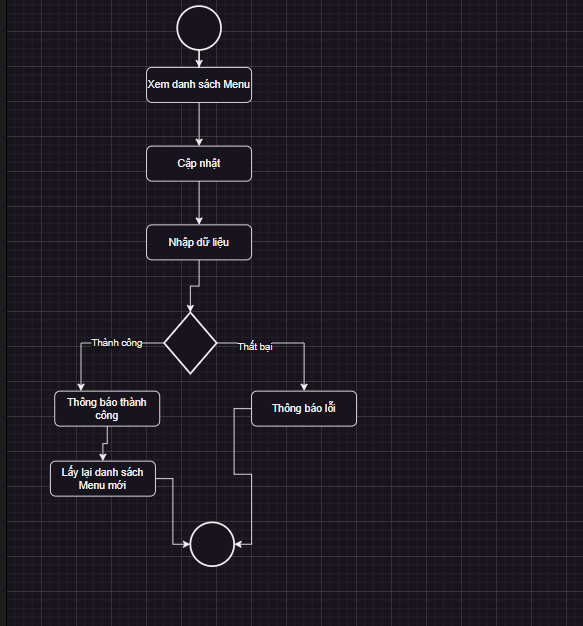 Xem danh sách Menu
Cập nhật
Nhập dữ liệu
Thành công
Thất bại
Thông báo thành
công
Thông báo lỗi
Lấy lại danh sách
Menu mới